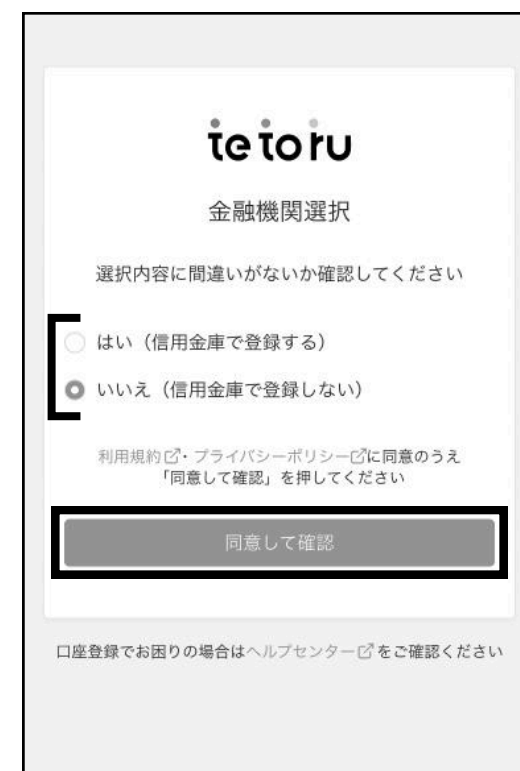 tetoru
金融機関選択
選択内容に間違いがないか確認してください
はい（信用金庫で登録する）
いいえ（信用金庫で登録しない）
利用規約・プライバシーポリシーに同意のうえ
「同意して確認」を押してください
同意して確認
口座登録でお困りの場合はヘルプセンターをご確認ください